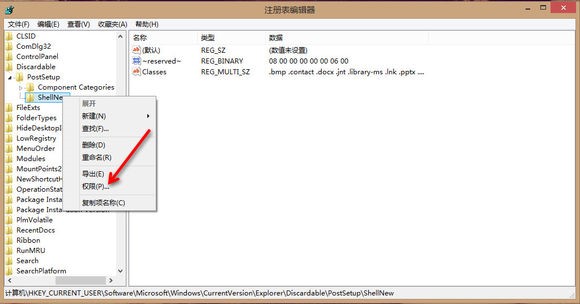 注册表编辑器
文件(F) 编辑(E) 查看(V) 收藏夹(A) 帮助(H)
CLSID
ComDlg32
ControlPanel
Discardable
PostSetup
Component Categories
ShellNew
FileExts
FolderTypes
HideDesktopI
LowRegistry
MenuOrder
Modules
MountPoints2
NewShortcutH
OperationStat
Package Insta
Package Installation Version
PlmVolatile
RecentDocs
Ribbon
RunMRU
Search
SearchPlatform
展开
新建(N)
查找(F)...
删除(D)
重命名(R)
导出(E)
权限(P)...
复制项名称(C)
名称 类型 数据
(默认) REG_SZ (数值未设置)
~reserved~ REG_BINARY 08 00 00 00 00 00 06 00
Classes REG_MULTI_SZ .bmp .contact .docx .jnt .library-ms .lnk .pptx ...
计算机\HKEY_CURRENT_USER\Software\Microsoft\Windows\CurrentVersion\Explorer\Discardable\PostSetup\ShellNew